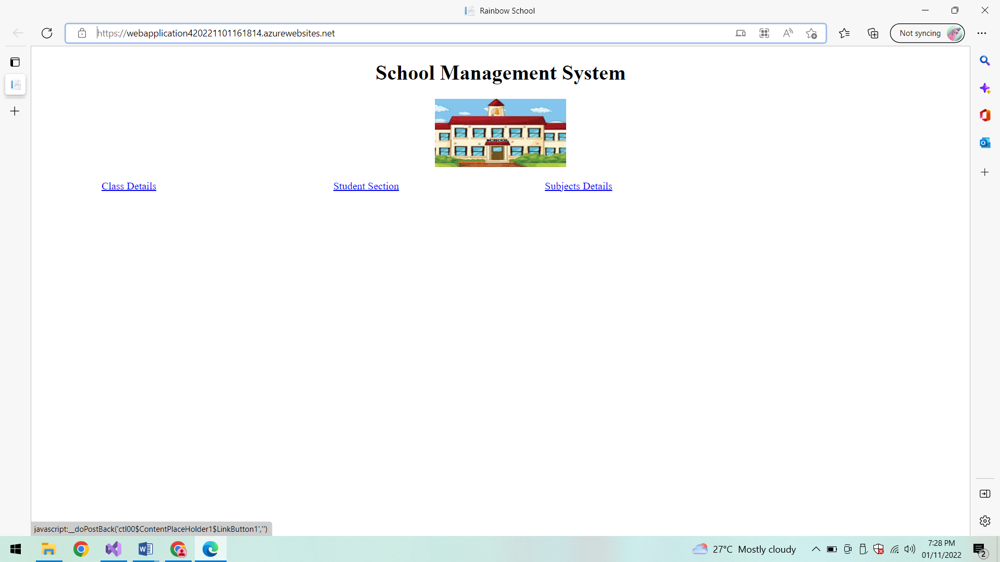 Rainbow School
https://webapplication420221101161814.azurewebsites.net
Not syncing
School Management System
SCHOOL
Class Details
Student Section
Subjects Details
javascript:__doPostBack('ctl00$ContentPlaceHolder1$LinkButton1','')
27°C Mostly cloudy
7:28 PM
01/11/2022
2